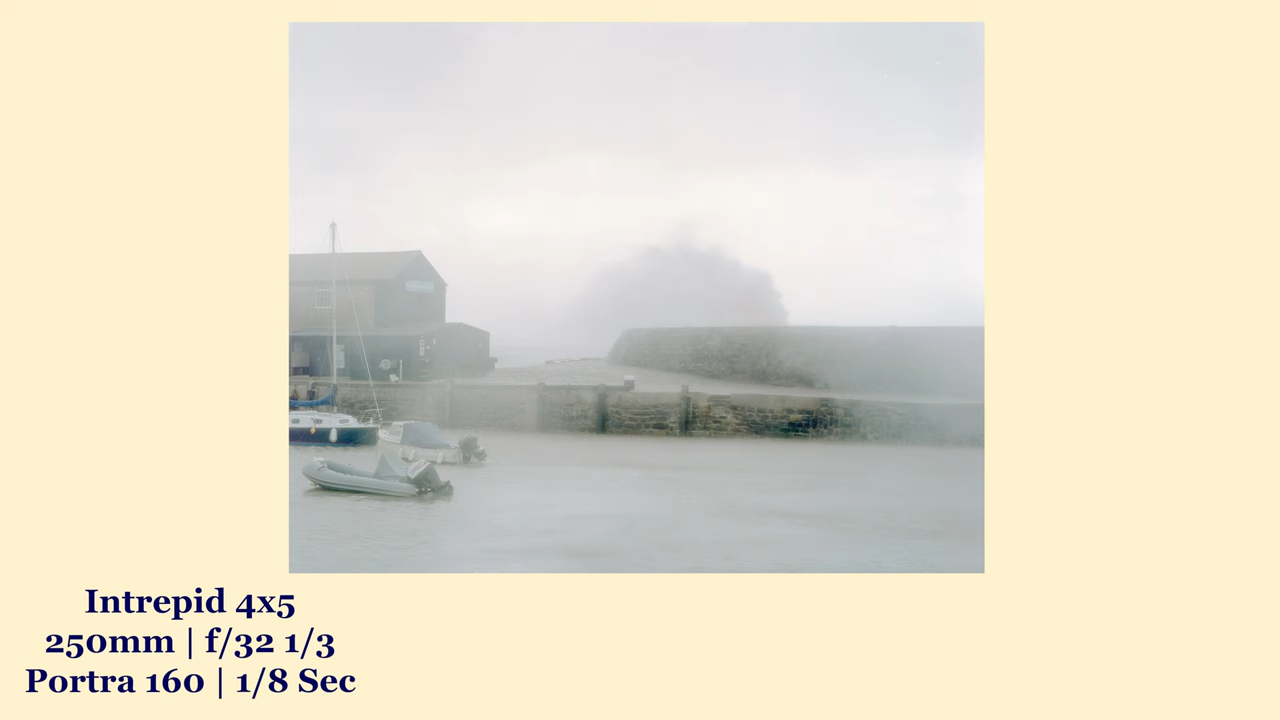 Intrepid 4x5
250mm | f/32 1/3
Portra 160 | 1/8 Sec